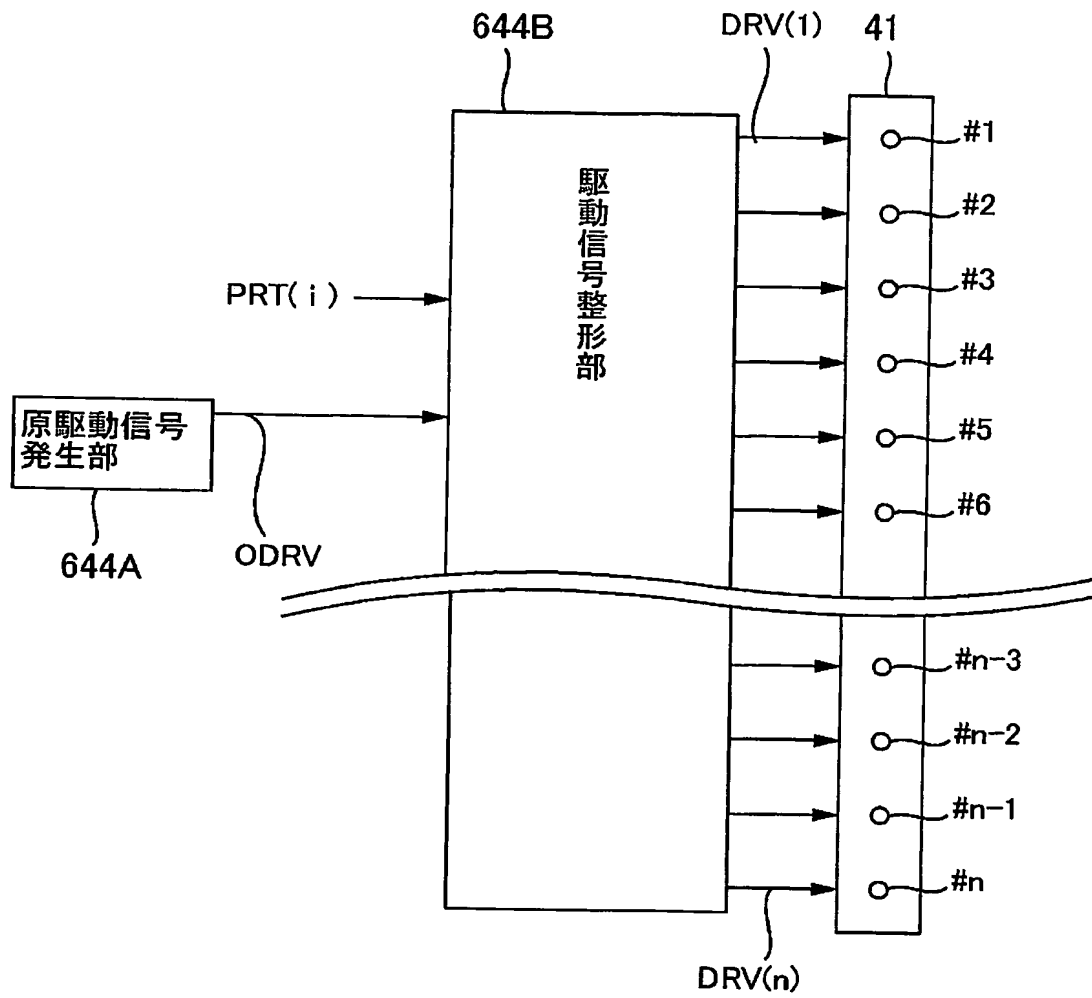 644B
DRV(1)
41
#1
#2
#3
#4
#5
#6
駆動信号整形部
PRT(i)
原駆動信号
発生部
644A
ODRV
#n-3
#n-2
#n-1
#n
DRV(n)